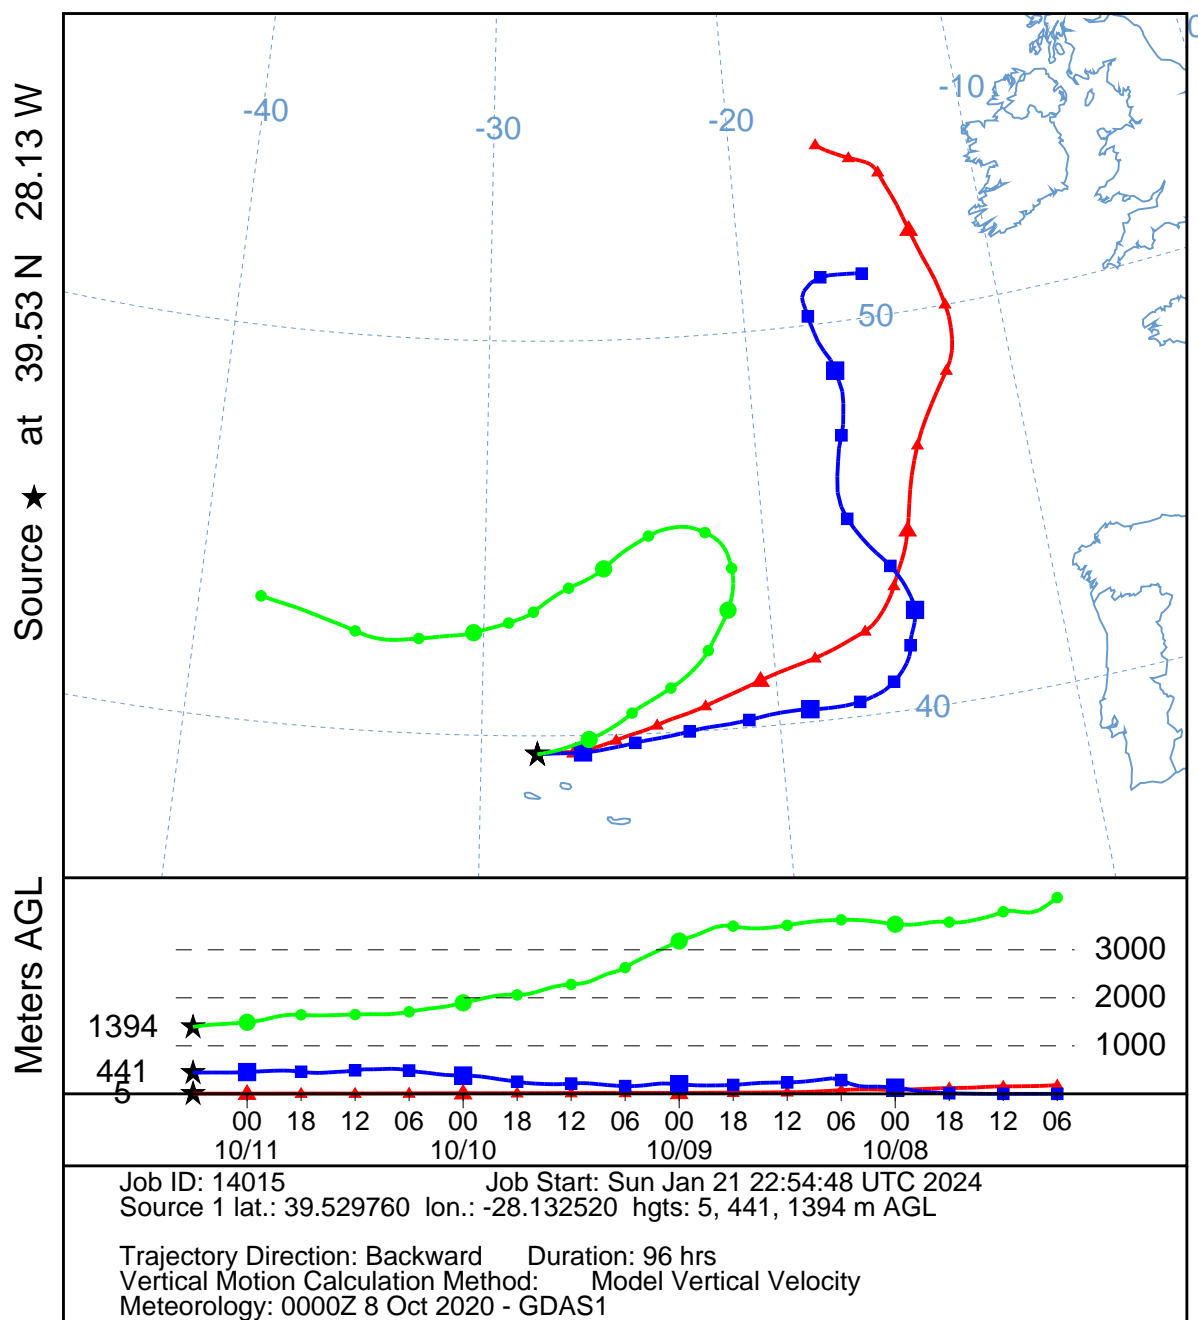 Source ★ at 39.53 N 28.13 W
-40
-30
-20
-10
0
50
40
Meters AGL
3000
2000
1000
1394
441
5
00 18 12 06 00 18 12 06 00 18 12 06 00 18 12 06
10/11 10/10 10/09 10/08
Job ID: 14015 Job Start: Sun Jan 21 22:54:48 UTC 2024
Source 1 lat.: 39.529760 lon.: -28.132520 hgts: 5, 441, 1394 m AGL
Trajectory Direction: Backward Duration: 96 hrs
Vertical Motion Calculation Method: Model Vertical Velocity
Meteorology: 0000Z 8 Oct 2020 - GDAS1